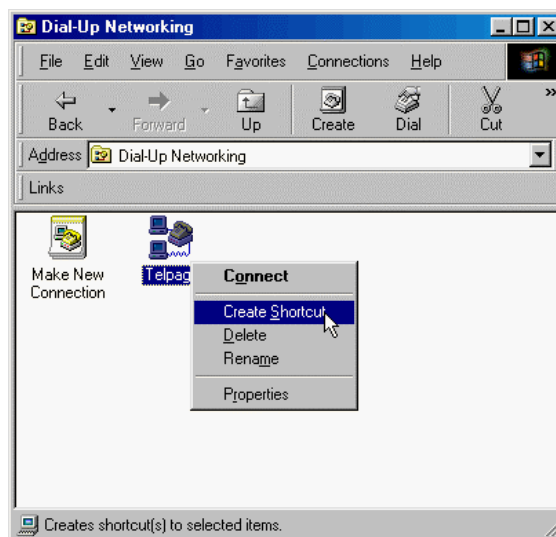 Dial-Up Networking
File Edit View Go Favorites Connections Help
Back Forward Up Create Dial Cut »
Address Dial-Up Networking
Links
Make New
Connection
Telpag
Connect
Create Shortcut
Delete
Rename
Properties
Creates shortcut(s) to selected items.